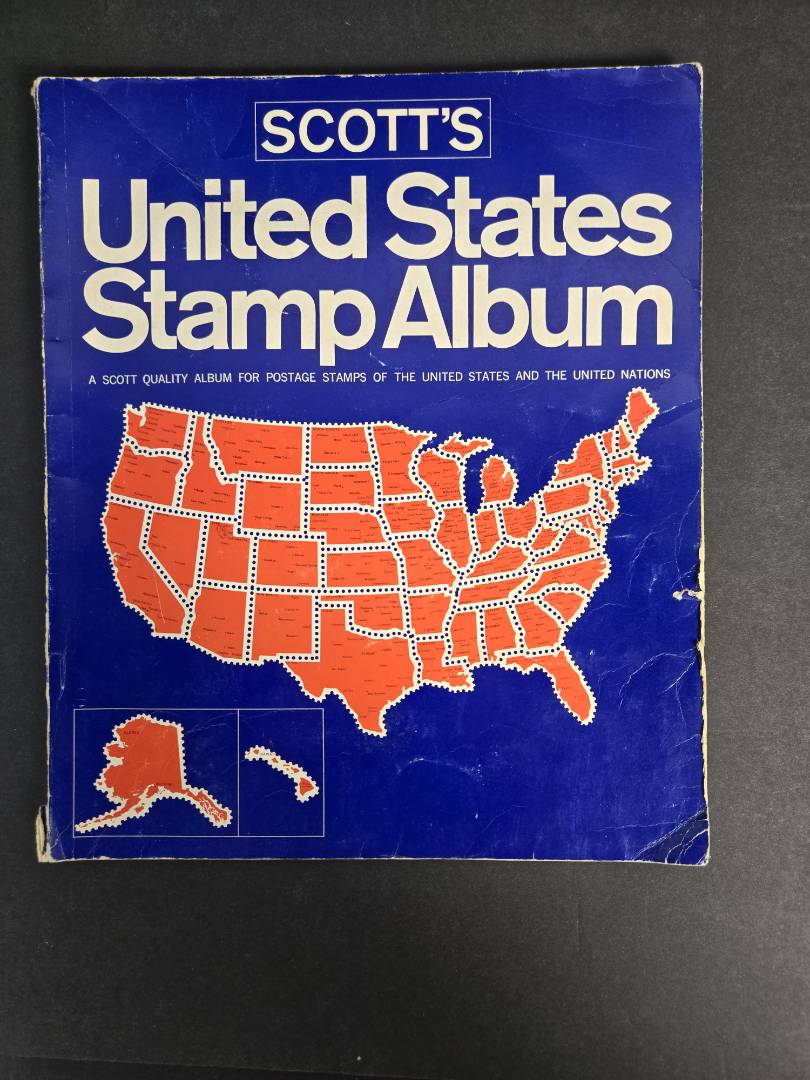 SCOTT'S
United States
Stamp Album
A SCOTT QUALITY ALBUM FOR POSTAGE STAMPS OF THE UNITED STATES AND THE UNITED NATIONS